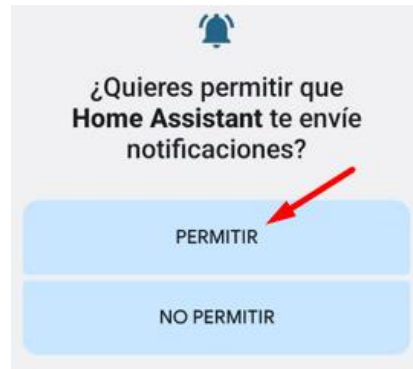 ¿Quieres permitir que
Home Assistant te envíe
notificaciones?
PERMITIR
NO PERMITIR